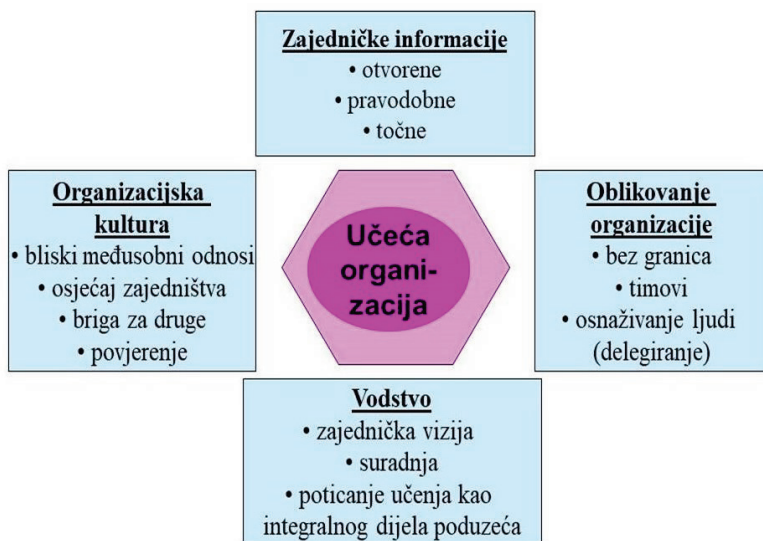 Zajedničke informacije
• otvorene
• pravodobne
• točne
Organizacijska
kultura
• bliski međusobni odnosi
• osjećaj zajedništva
• briga za druge
• povjerenje
Učeća
organi-
zacija
Oblikovanje
organizacije
• bez granica
• timovi
• osnaživanje ljudi
(delegiranje)
Vodstvo
• zajednička vizija
• suradnja
• poticanje učenja kao
integralnog dijela poduzeća